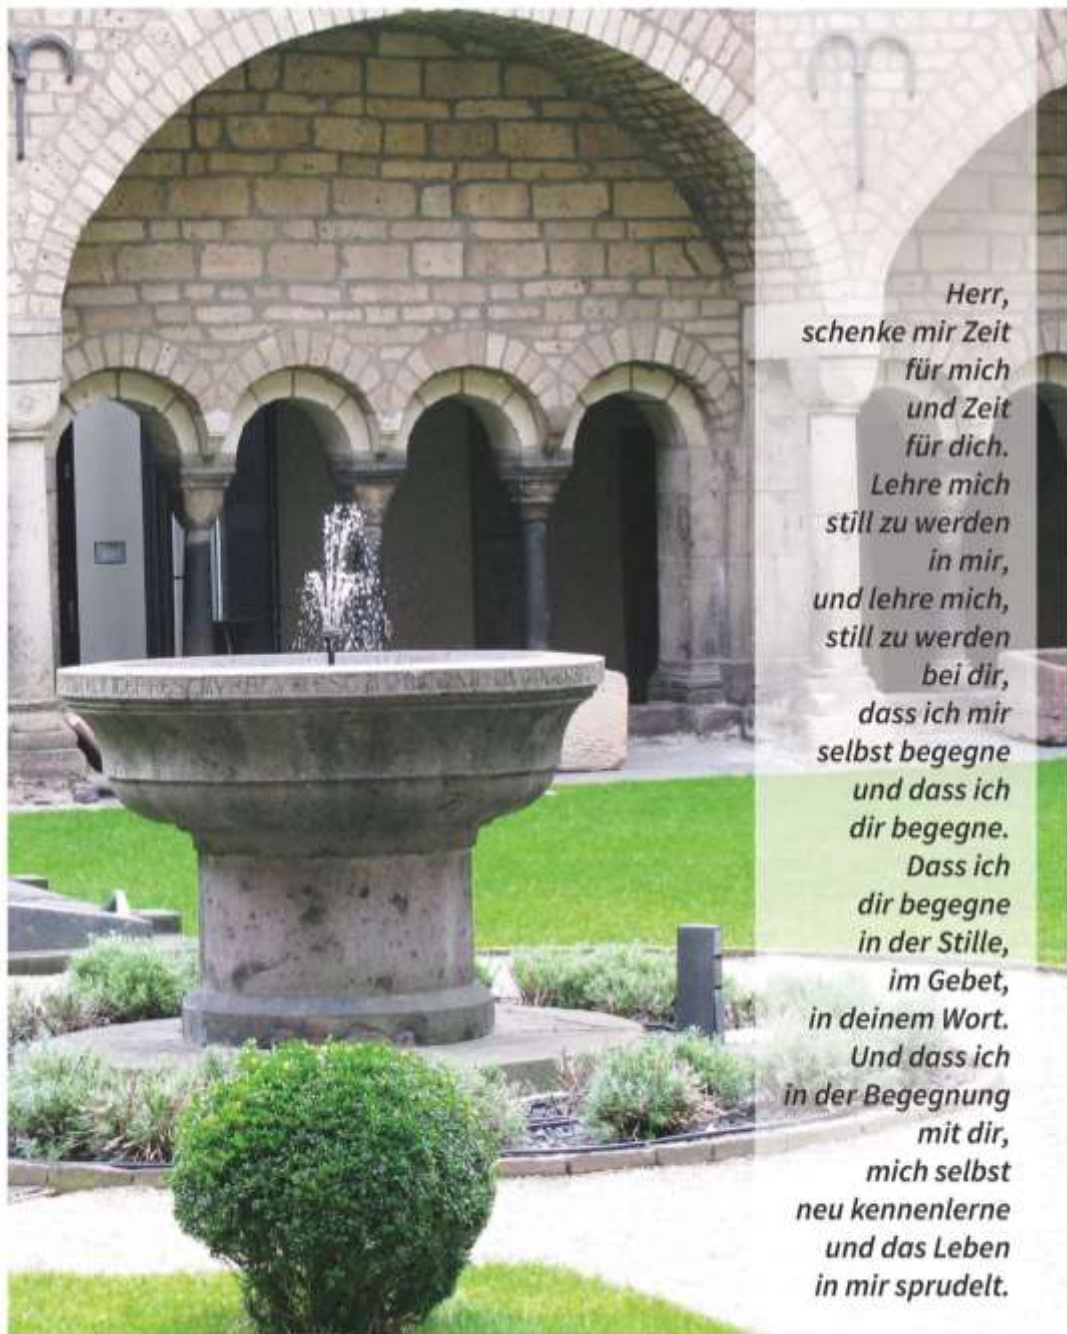 Herr,
schenke mir Zeit
für mich
und Zeit
für dich.
Lehre mich
still zu werden
in mir,
und lehre mich,
still zu werden
bei dir,
dass ich mir
selbst begegne
und dass ich
dir begegne.
Dass ich
dir begegne
in der Stille,
im Gebet,
in deinem Wort.
Und dass ich
in der Begegnung
mit dir,
mich selbst
neu kennenlerne
und das Leben
in mir sprudelt.